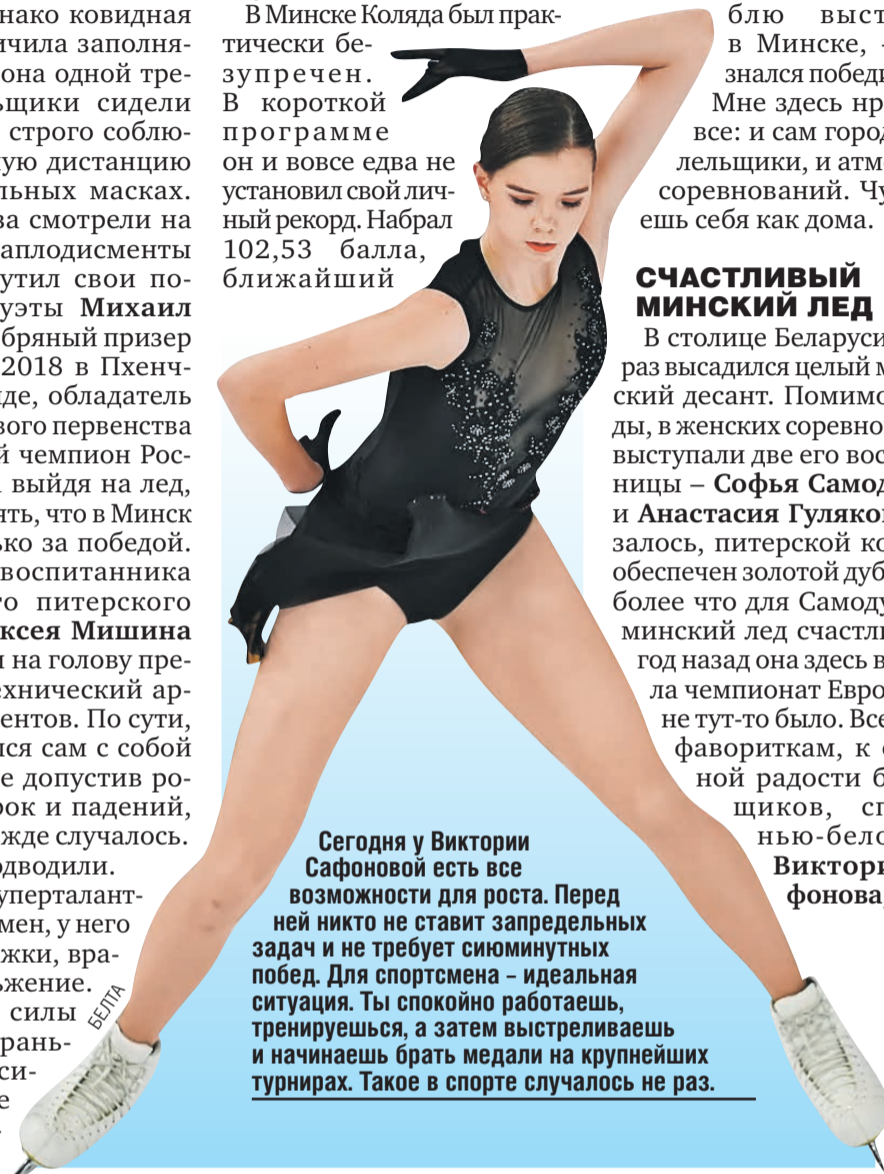 нако ковидная
ичила заполня-
она одной тре-
ьщики сидели
строго соблю-
ную дистанцию
льных масках.
ва смотрели на
аплодисменты
утил свои по-
уэты Михаил
бряный призер
2018 в Пхенч-
де, обладатель
вого первенства
й чемпион Рос-
выйдя на лед,
ять, что в Минск
ько за победой.
воспитанника
го питерского
ксея Мишина
и на голову пре-
ехнический ар-
ентов. По сути,
лся сам с собой
е допустив ро-
рок и падений,
жде случалось.
одводили.
уперталант-
мен, у него
жки, вра-
ьжение.
силы
рань-
си-
е
БЕЛТА
В Минске Коляда был прак-
тически бе-
зупречен.
В короткой
программе
он и вовсе едва не
установил свой лич-
ный рекорд. Набрал
102,53 балла,
ближайший
Сегодня у Виктории
Сафоновой есть все
возможности для роста. Перед
ней никто не ставит запредельных
задач и не требует сиюминутных
побед. Для спортсмена – идеальная
ситуация. Ты спокойно работаешь,
тренируешься, а затем выстреливаешь
и начинаешь брать медали на крупнейших
турнирах. Такое в спорте случалось не раз.
блю выст
в Минске, -
знался победи
Мне здесь нр
все: и сам город
лельщики, и атм
соревнований. Чу
ешь себя как дома.
СЧАСТЛИВЫЙ
МИНСКИЙ ЛЕД
В столице Беларуси
раз высадился целый м
ский десант. Помимо
ды, в женских соревно
выступали две его вос
ницы – Софья Самод
и Анастасия Гуляко
залось, питерской ко
обеспечен золотой дуб
более что для Самоду
минский лед счастли
год назад она здесь в
ла чемпионат Евро
не тут-то было. Все
фавориткам, к
ной радости б
щиков, сп
нью-бело
Виктори
фонова,